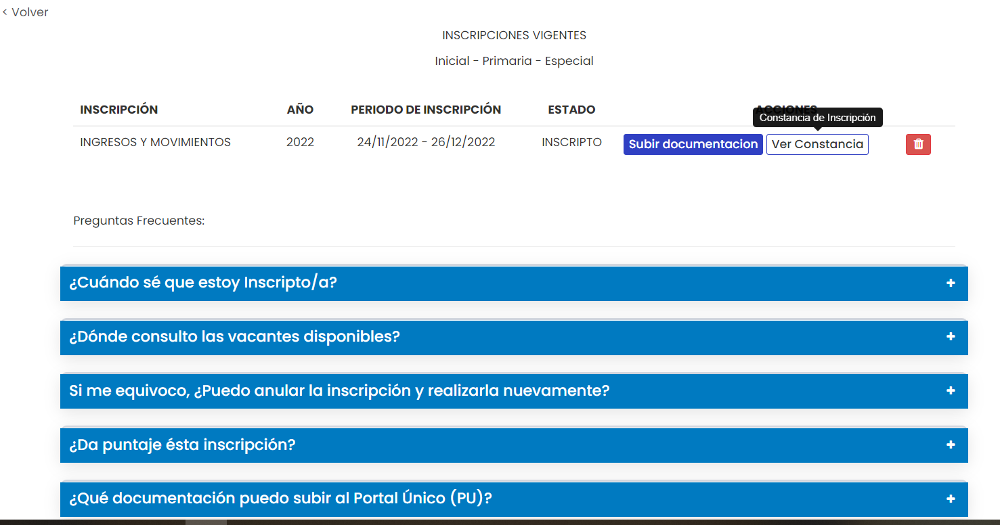 < Volver
INSCRIPCIONES VIGENTES
Inicial - Primaria - Especial
INSCRIPCIÓN AÑO PERIODO DE INSCRIPCIÓN ESTADO ACCIONES
Constancia de Inscripción
INGRESOS Y MOVIMIENTOS 2022 24/11/2022 - 26/12/2022 INSCRIPTO Subir documentacion Ver Constancia
Preguntas Frecuentes:
¿Cuándo sé que estoy Inscripto/a? +
¿Dónde consulto las vacantes disponibles? +
Si me equivoco, ¿Puedo anular la inscripción y realizarla nuevamente? +
¿Da puntaje ésta inscripción? +
¿Qué documentación puedo subir al Portal Único (PU)? +